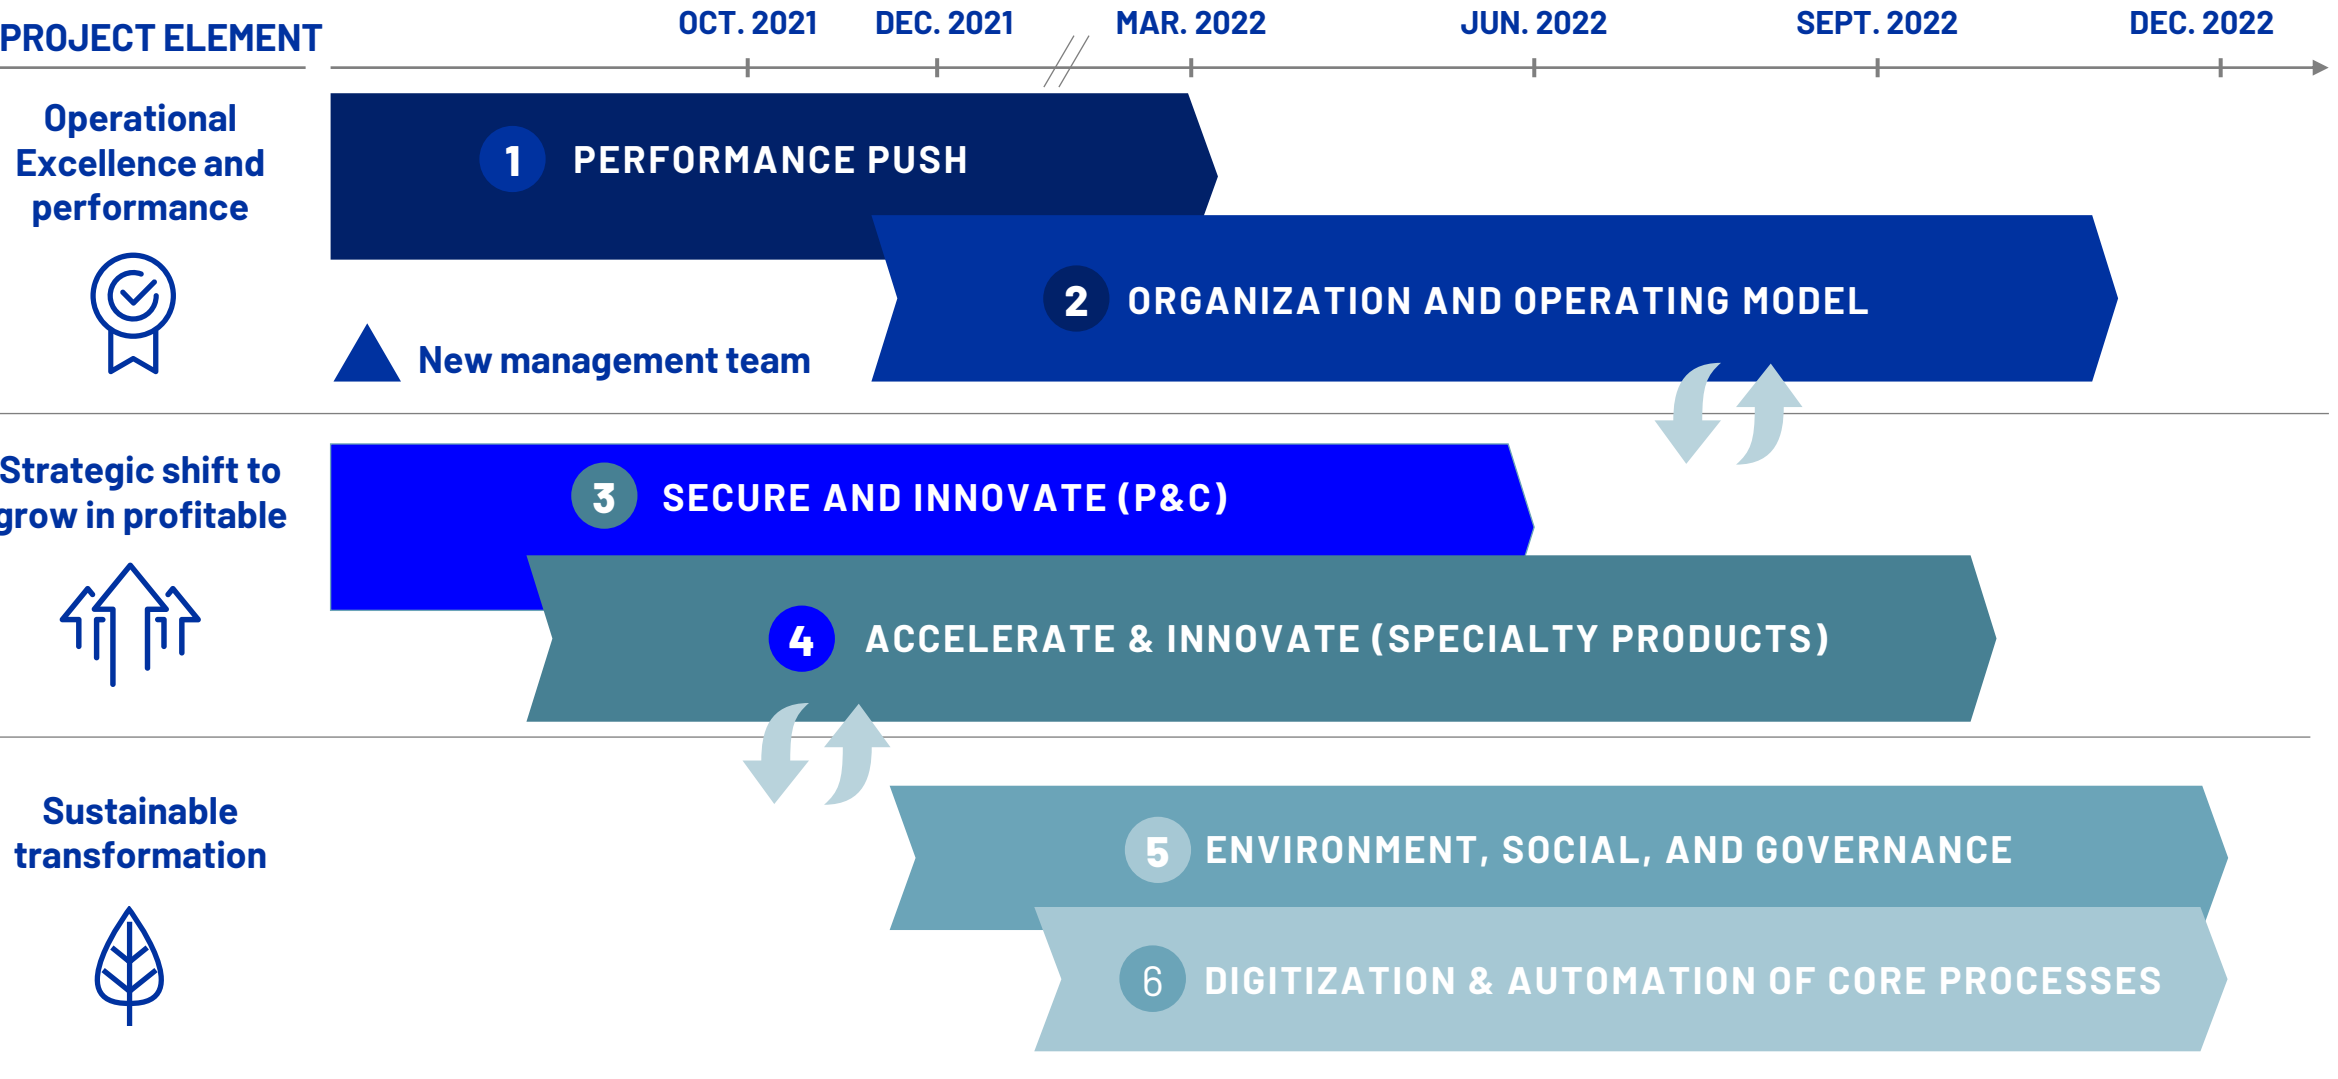 PROJECT ELEMENT
OCT. 2021
DEC. 2021
MAR. 2022
JUN. 2022
SEPT. 2022
DEC. 2022
Operational
Excellence and
performance
1 PERFORMANCE PUSH
2 ORGANIZATION AND OPERATING MODEL
New management team
Strategic shift to
grow in profitable
3 SECURE AND INNOVATE (P&C)
4 ACCELERATE & INNOVATE (SPECIALTY PRODUCTS)
Sustainable
transformation
5 ENVIRONMENT, SOCIAL, AND GOVERNANCE
6 DIGITIZATION & AUTOMATION OF CORE PROCESSES